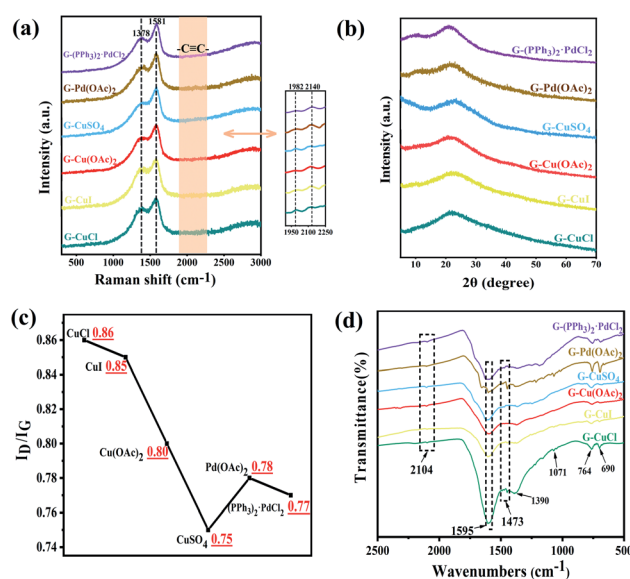 (a)
1378
1581
-C≡C-
G-(PPh₃)₂·PdCl₂
G-Pd(OAc)₂
G-CuSO₄
G-Cu(OAc)₂
G-CuI
G-CuCl
Intensity (a.u.)
500 1000 1500 2000 2500 3000
Raman shift (cm⁻¹)
1982 2140
1950 2100 2250
(b)
G-(PPh₃)₂·PdCl₂
G-Pd(OAc)₂
G-CuSO₄
G-Cu(OAc)₂
G-CuI
G-CuCl
Intensity (a.u.)
10 20 30 40 50 60 70
2θ (degree)
(c)
0.86
0.84
0.82
0.80
0.78
0.76
0.74
I_D/I_G
CuCl 0.86
CuI 0.85
Cu(OAc)₂ 0.80
CuSO₄ 0.75
Pd(OAc)₂ 0.78
(PPh₃)₂·PdCl₂ 0.77
(d)
G-(PPh₃)₂·PdCl₂
G-Pd(OAc)₂
G-CuSO₄
G-Cu(OAc)₂
G-CuI
G-CuCl
2104
1595
1473
1390
1071
764
690
Transmittance(%)
2500 2000 1500 1000 500
Wavenumbers (cm⁻¹)